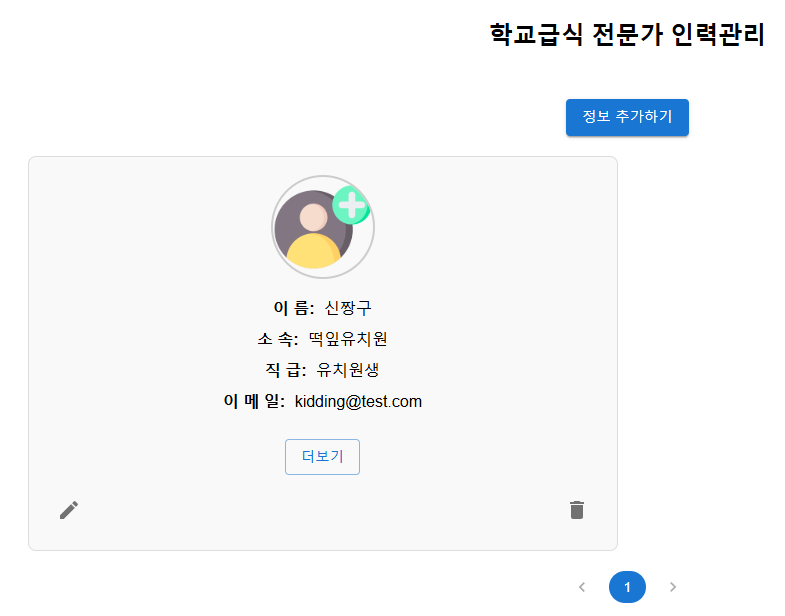 학교급식 전문가 인력관리
정보 추가하기
이 름: 신짱구
소 속: 떡잎유치원
직 급: 유치원생
이 메 일: kidding@test.com
더보기
1